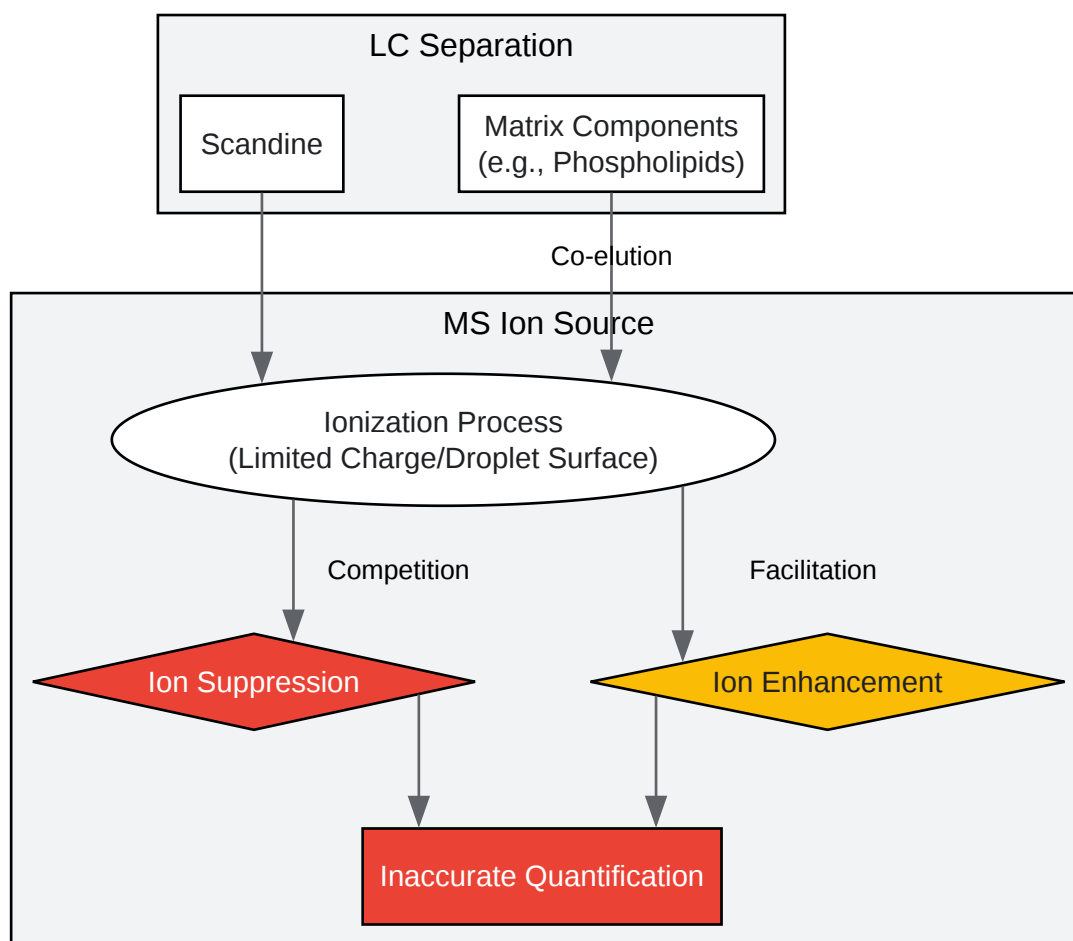 LC Separation
Scandine
Matrix Components
(e.g., Phospholipids)
Co-elution
MS Ion Source
Ionization Process
(Limited Charge/Droplet Surface)
Competition
Facilitation
Ion Suppression
Ion Enhancement
Inaccurate Quantification